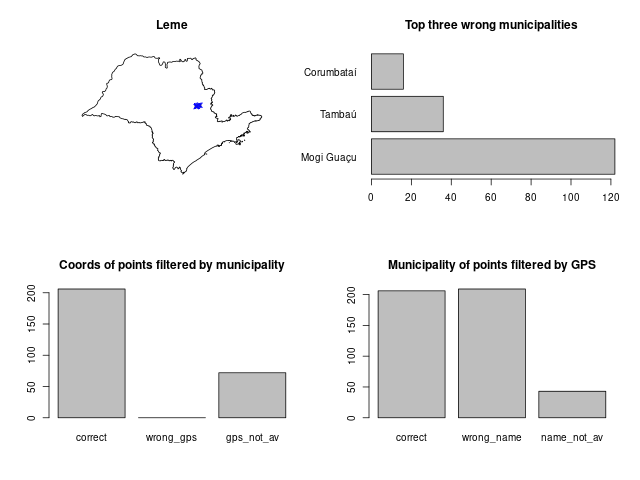 Leme
Top three wrong municipalities
Corumbataí
Tambaú
Mogi Guaçu
0 20 40 60 80 100 120
Coords of points filtered by municipality
200
150
100
50
0
correct wrong_gps gps_not_av
Municipality of points filtered by GPS
200
150
100
50
0
correct wrong_name name_not_av